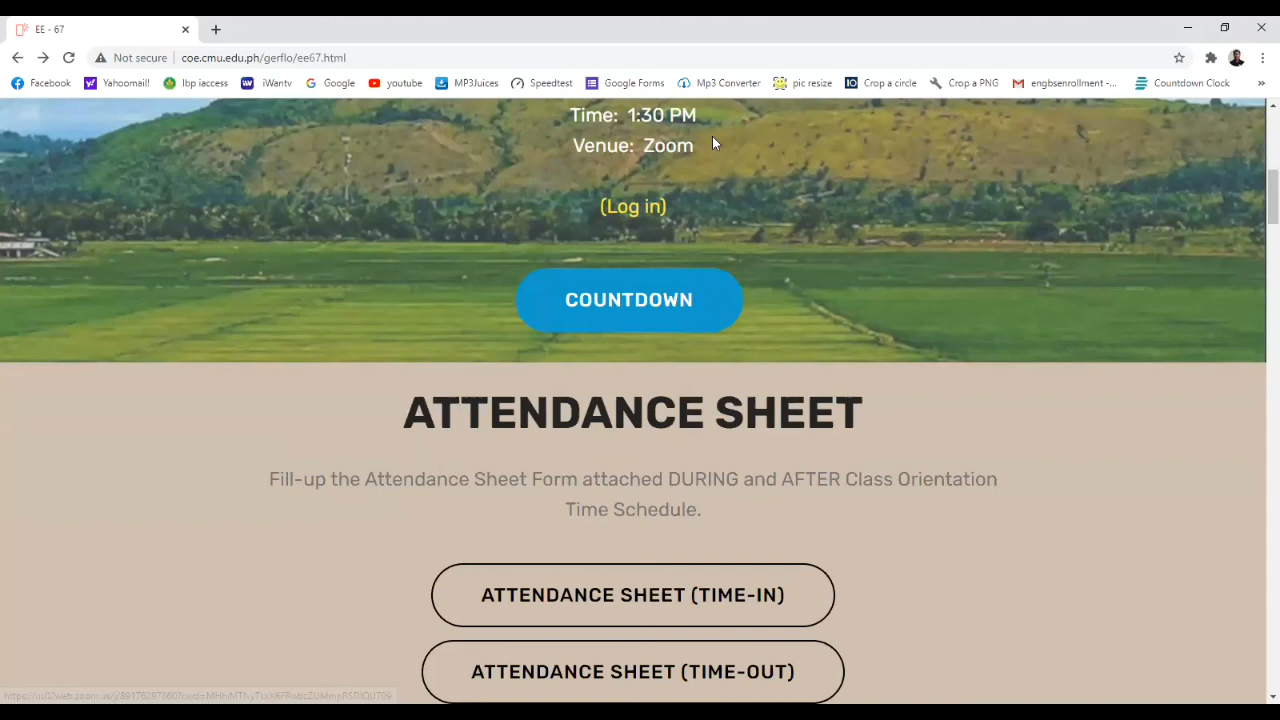 EE - 67
Not secure
coe.cmu.edu.ph/gerflo/ee67.html
Facebook
Yahoomail!
lbp iaccess
iWantv
Google
youtube
MP3Juices
Speedtest
Google Forms
Mp3 Converter
pic resize
Crop a circle
Crop a PNG
engbsenrollment -...
Countdown Clock
»
Time: 1:30 PM
Venue: Zoom
(Log in)
COUNTDOWN
ATTENDANCE SHEET
Fill-up the Attendance Sheet Form attached DURING and AFTER Class Orientation
Time Schedule.
ATTENDANCE SHEET (TIME-IN)
ATTENDANCE SHEET (TIME-OUT)